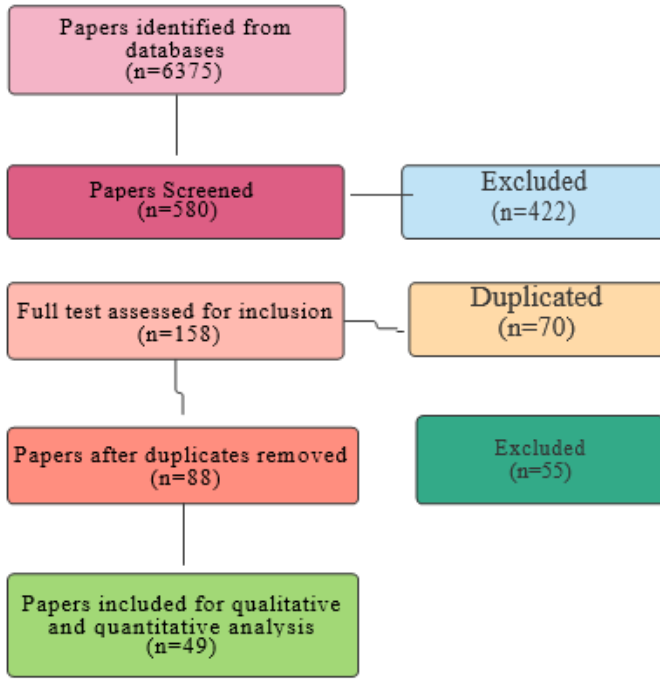 Papers identified from
databases
(n=6375)
Papers Screened
(n=580)
Excluded
(n=422)
Full test assessed for inclusion
(n=158)
Duplicated
(n=70)
Papers after duplicates removed
(n=88)
Excluded
(n=55)
Papers included for qualitative
and quantitative analysis
(n=49)